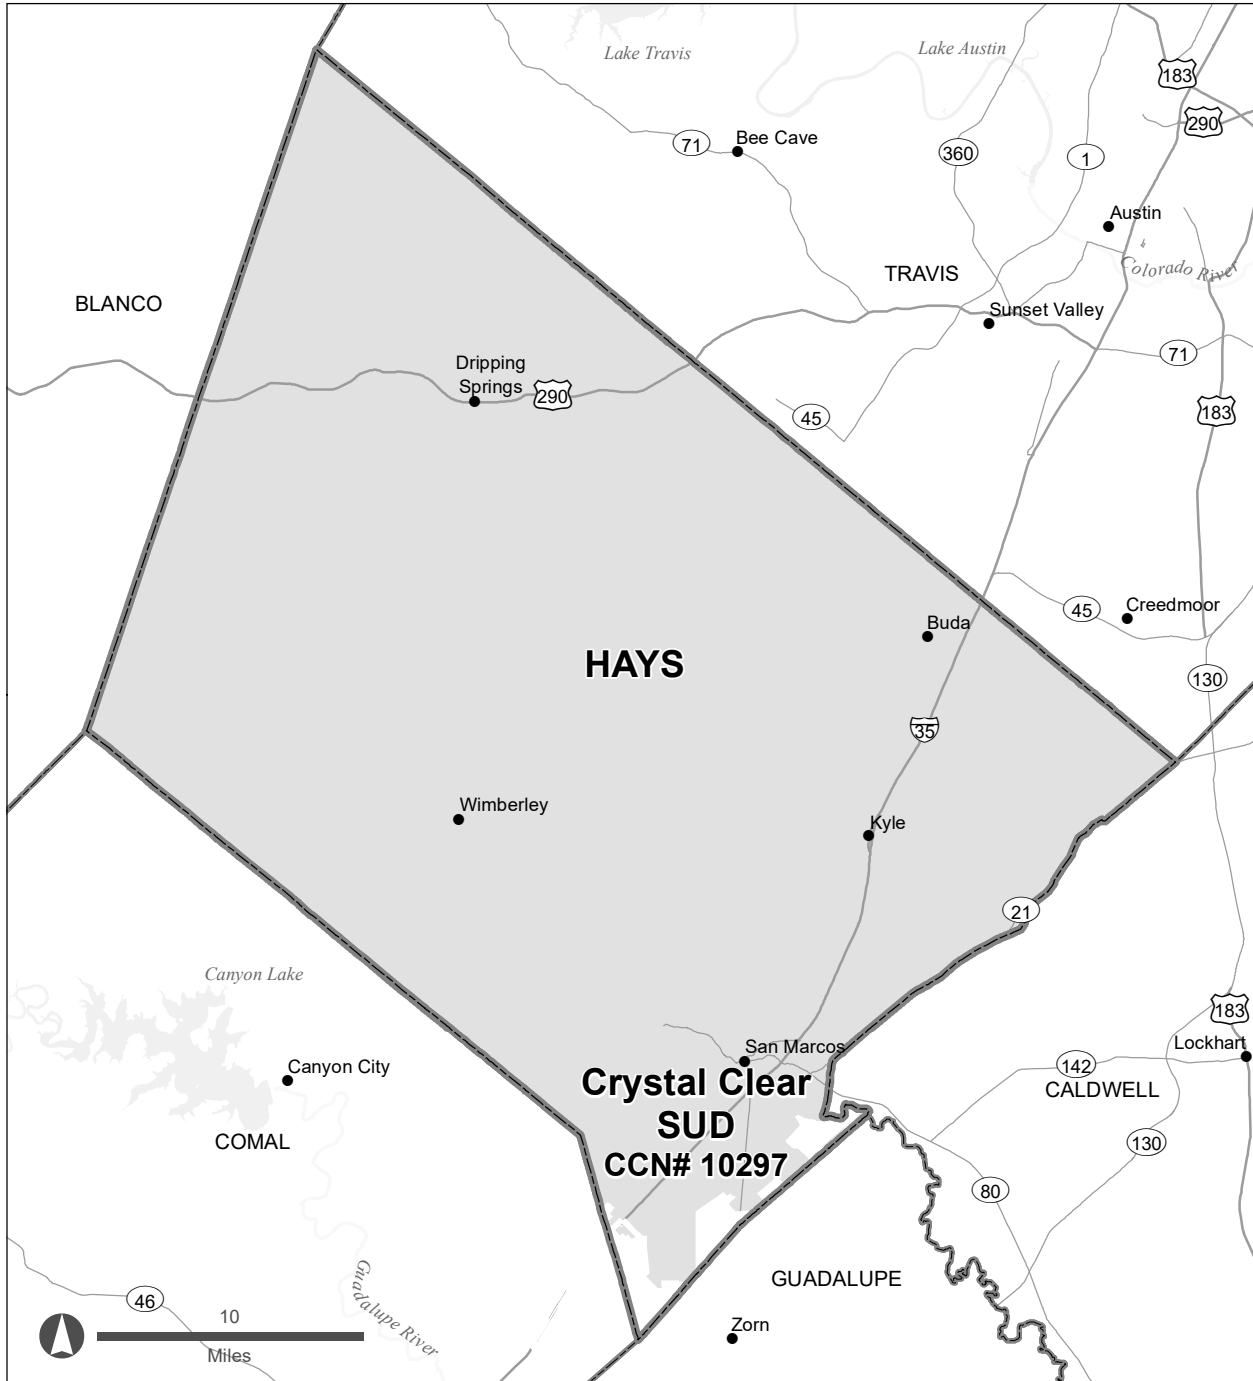 Lake Travis
Lake Austin
183
290
71
Bee Cave
360
1
Austin
Colorado River
TRAVIS
BLANCO
Sunset Valley
71
Dripping
Springs
290
45
183
45
Creedmoor
Buda
HAYS
130
35
Wimberley
Kyle
21
Canyon Lake
183
Lockhart
San Marcos
142
Canyon City
Crystal Clear
SUD
CCN# 10297
CALDWELL
COMAL
130
80
GUADALUPE
Guadalupe River
46
10
Miles
Zorn